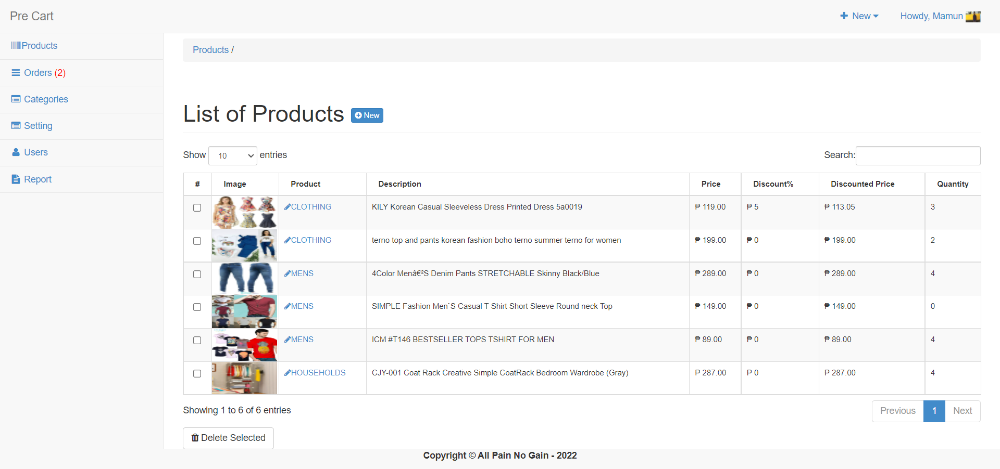 Pre Cart
New
Howdy, Mamun
Products
Orders (2)
Categories
Setting
Users
Report
Products /
List of Products
New
Show 10 entries
Search:
# Image Product Description Price Discount% Discounted Price Quantity
CLOTHING KILY Korean Casual Sleeveless Dress Printed Dress 5a0019 ₱ 119.00 ₱ 5 ₱ 113.05 3
CLOTHING terno top and pants korean fashion boho terno summer terno for women ₱ 199.00 ₱ 0 ₱ 199.00 2
MENS 4Color Menâ€²S Denim Pants STRETCHABLE Skinny Black/Blue ₱ 289.00 ₱ 0 ₱ 289.00 4
MENS SIMPLE Fashion Men`S Casual T Shirt Short Sleeve Round neck Top ₱ 149.00 ₱ 0 ₱ 149.00 0
MENS ICM #T146 BESTSELLER TOPS TSHIRT FOR MEN ₱ 89.00 ₱ 0 ₱ 89.00 4
HOUSEHOLDS CJY-001 Coat Rack Creative Simple CoatRack Bedroom Wardrobe (Gray) ₱ 287.00 ₱ 0 ₱ 287.00 4
Showing 1 to 6 of 6 entries
Previous 1 Next
Delete Selected
Copyright © All Pain No Gain - 2022